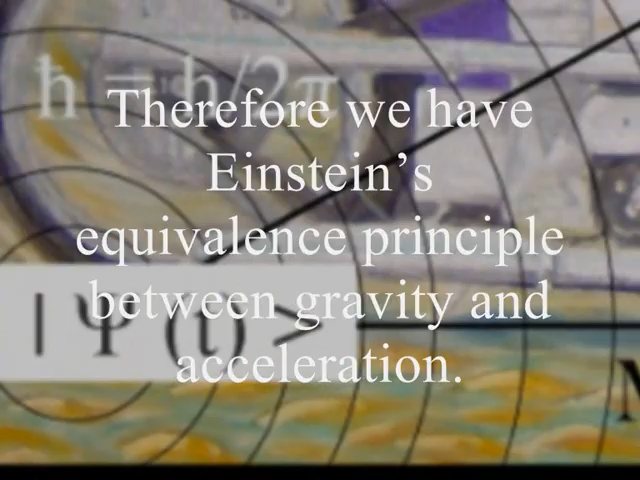 ħ = h/2π
Therefore we have
Einstein’s
equivalence principle
between gravity and
| Ψ (t) >
acceleration.